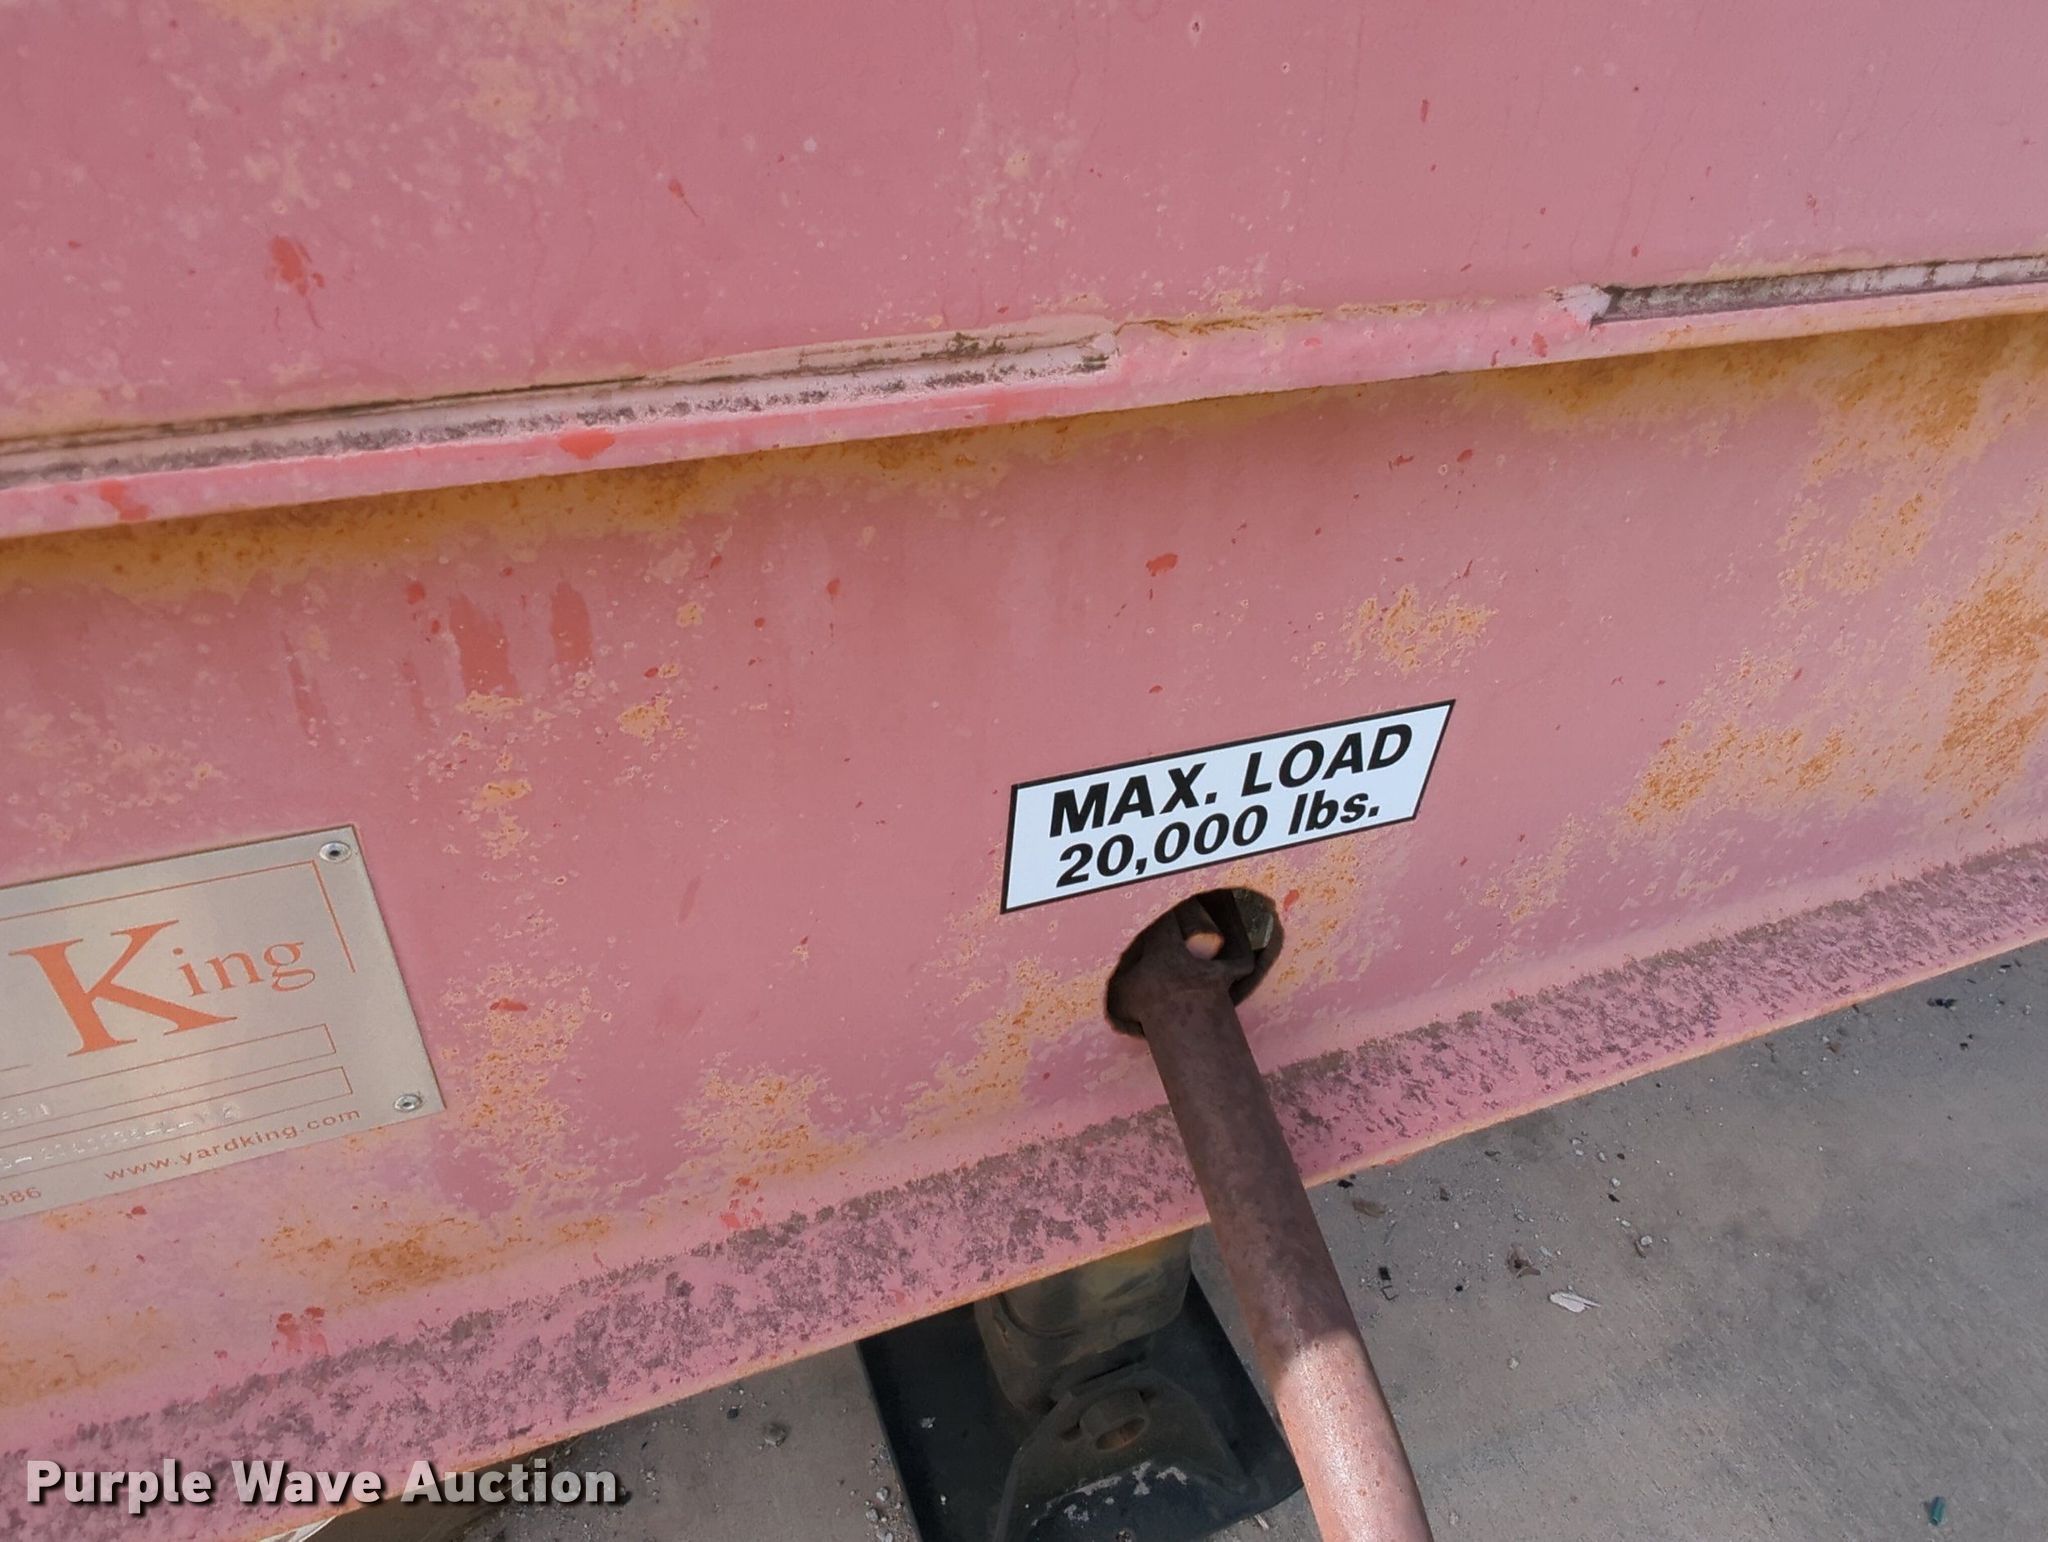 MAX. LOAD
20,000 lbs.
King
www.yardking.com
Purple Wave Auction